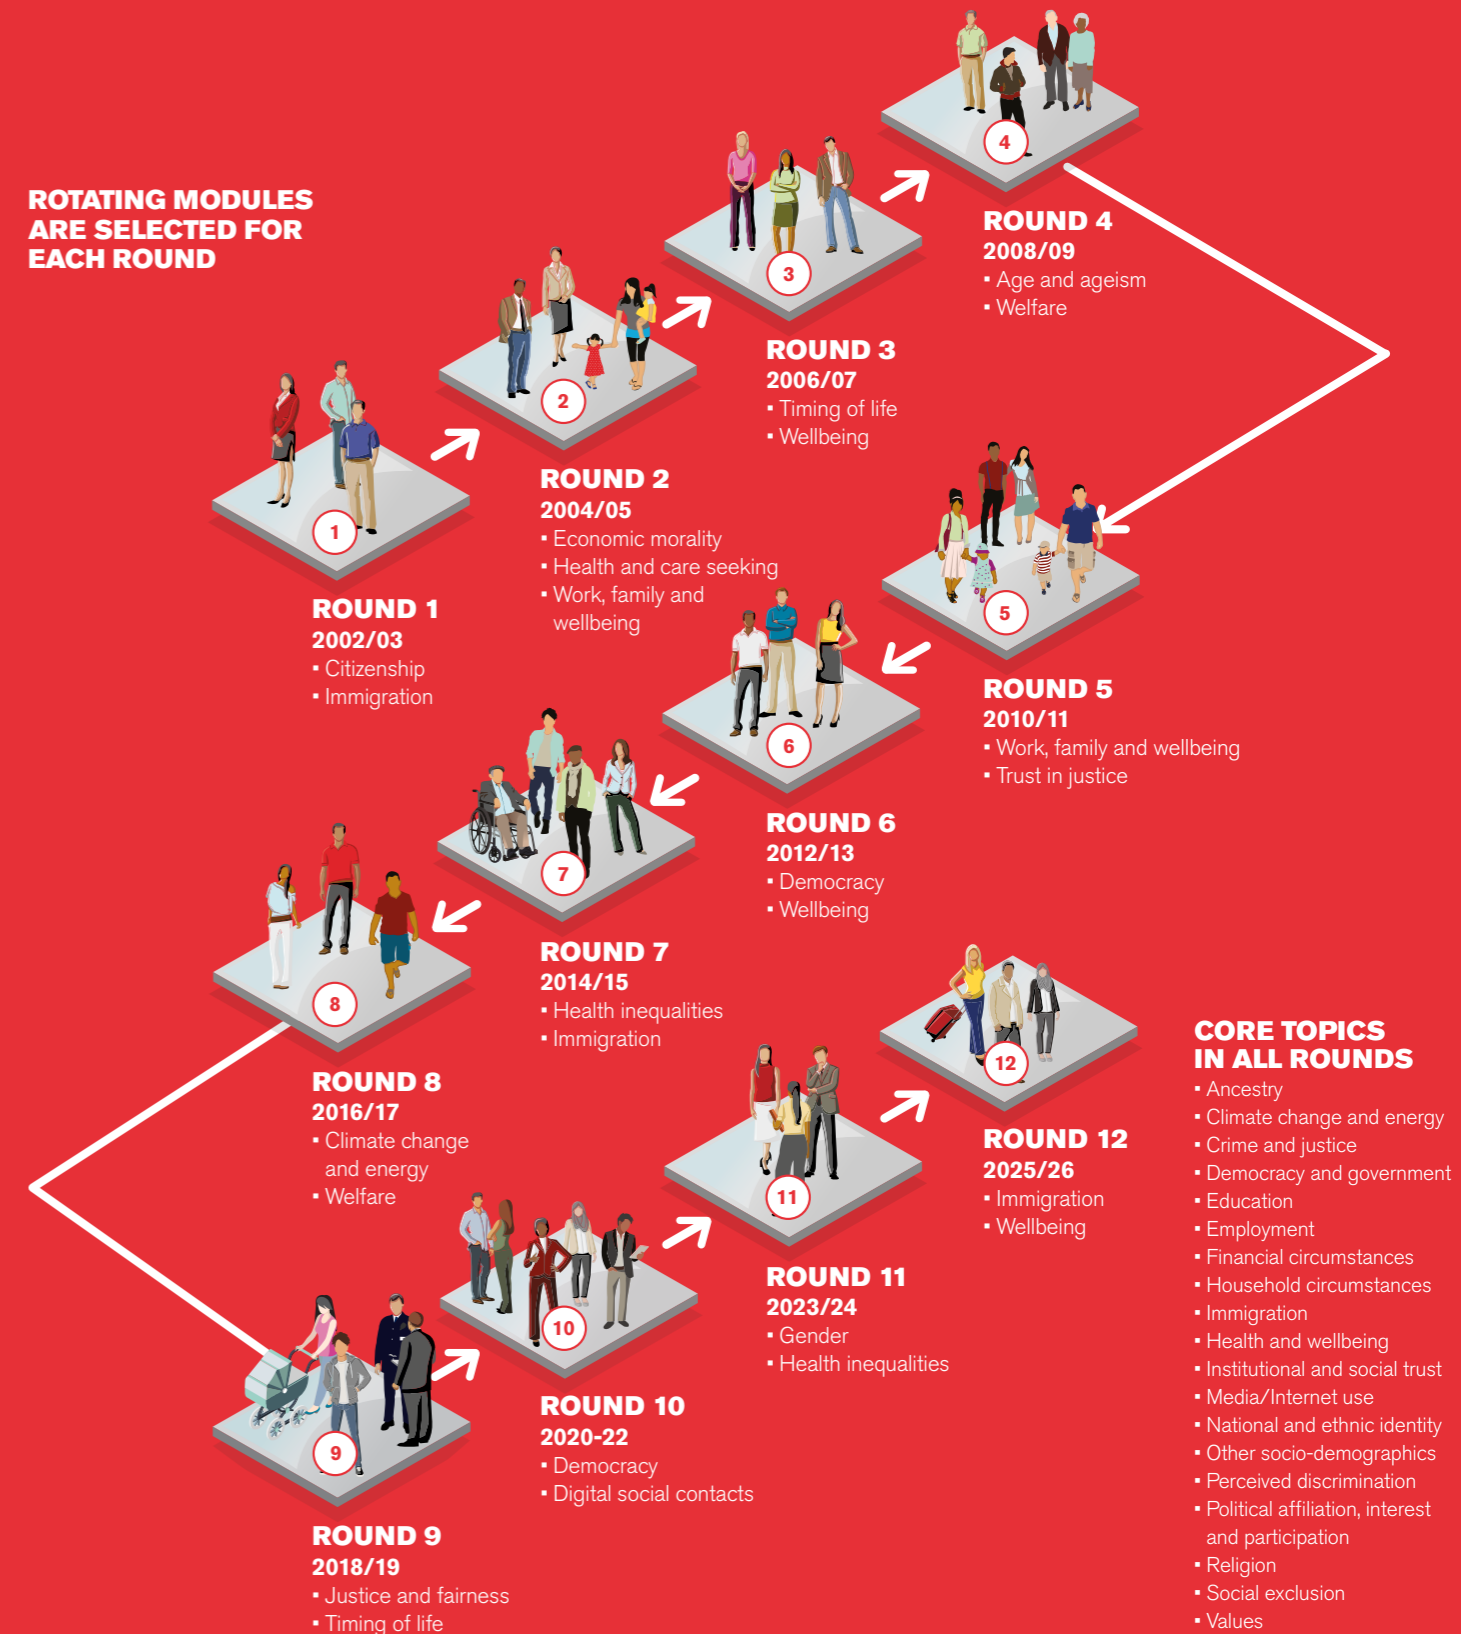 ROTATING MODULES
ARE SELECTED FOR
EACH ROUND
1
ROUND 1
2002/03
▪ Citizenship
▪ Immigration
2
ROUND 2
2004/05
▪ Economic morality
▪ Health and care seeking
▪ Work, family and
wellbeing
3
ROUND 3
2006/07
▪ Timing of life
▪ Wellbeing
4
ROUND 4
2008/09
▪ Age and ageism
▪ Welfare
5
ROUND 5
2010/11
▪ Work, family and wellbeing
▪ Trust in justice
6
ROUND 6
2012/13
▪ Democracy
▪ Wellbeing
7
ROUND 7
2014/15
▪ Health inequalities
▪ Immigration
8
ROUND 8
2016/17
▪ Climate change
and energy
▪ Welfare
9
ROUND 9
2018/19
▪ Justice and fairness
▪ Timing of life
10
ROUND 10
2020-22
▪ Democracy
▪ Digital social contacts
11
ROUND 11
2023/24
▪ Gender
▪ Health inequalities
12
ROUND 12
2025/26
▪ Immigration
▪ Wellbeing
CORE TOPICS
IN ALL ROUNDS
▪ Ancestry
▪ Climate change and energy
▪ Crime and justice
▪ Democracy and government
▪ Education
▪ Employment
▪ Financial circumstances
▪ Household circumstances
▪ Immigration
▪ Health and wellbeing
▪ Institutional and social trust
▪ Media/Internet use
▪ National and ethnic identity
▪ Other socio-demographics
▪ Perceived discrimination
▪ Political affiliation, interest
and participation
▪ Religion
▪ Social exclusion
▪ Values